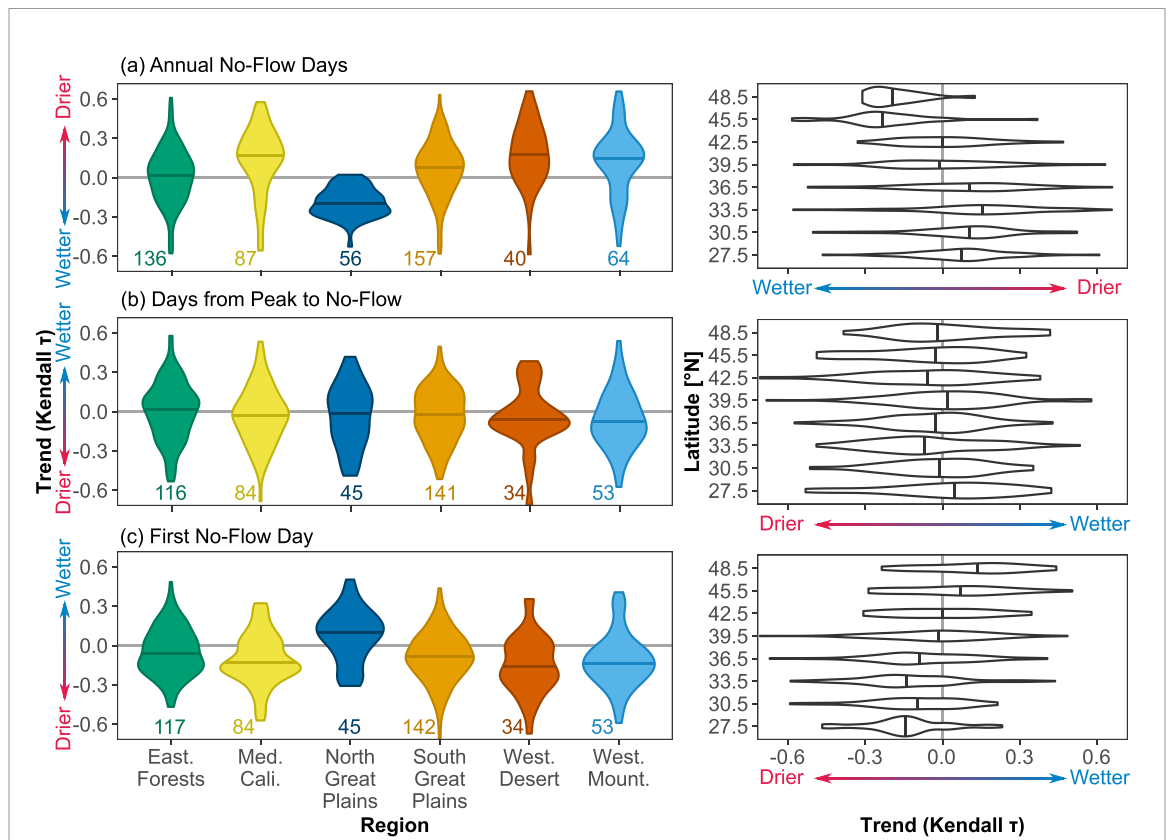 (a) Annual No-Flow Days
Drier
Wetter
0.6
0.3
0.0
-0.3
-0.6
136
87
56
157
40
64
48.5
45.5
42.5
39.5
36.5
33.5
30.5
27.5
Wetter
Drier
(b) Days from Peak to No-Flow
Trend (Kendall τ)
Wetter
Drier
0.6
0.3
0.0
-0.3
-0.6
116
84
45
141
34
53
Latitude [°N]
48.5
45.5
42.5
39.5
36.5
33.5
30.5
27.5
Drier
Wetter
(c) First No-Flow Day
Wetter
Drier
0.6
0.3
0.0
-0.3
-0.6
117
84
45
142
34
53
East.
Forests
Med.
Cali.
North
Great
Plains
South
Great
Plains
West.
Desert
West.
Mount.
Region
48.5
45.5
42.5
39.5
36.5
33.5
30.5
27.5
-0.6
-0.3
0.0
0.3
0.6
Drier
Wetter
Trend (Kendall τ)